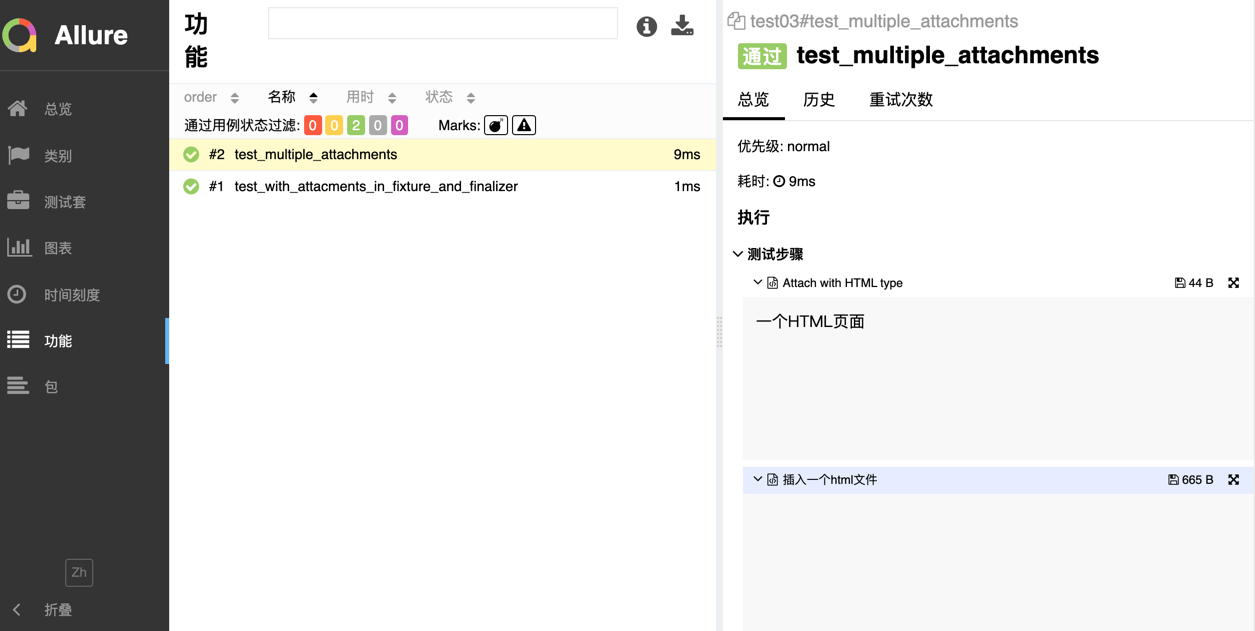 Allure
总览
类别
测试套
图表
时间刻度
功能
包
Zh
折叠
功
能
order 名称 用时 状态
通过用例状态过滤: 0 0 2 0 0 Marks:
#2 test_multiple_attachments 9ms
#1 test_with_attacments_in_fixture_and_finalizer 1ms
test03#test_multiple_attachments
通过 test_multiple_attachments
总览 历史 重试次数
优先级: normal
耗时: 9ms
执行
测试步骤
Attach with HTML type 44 B
一个HTML页面
插入一个html文件 665 B